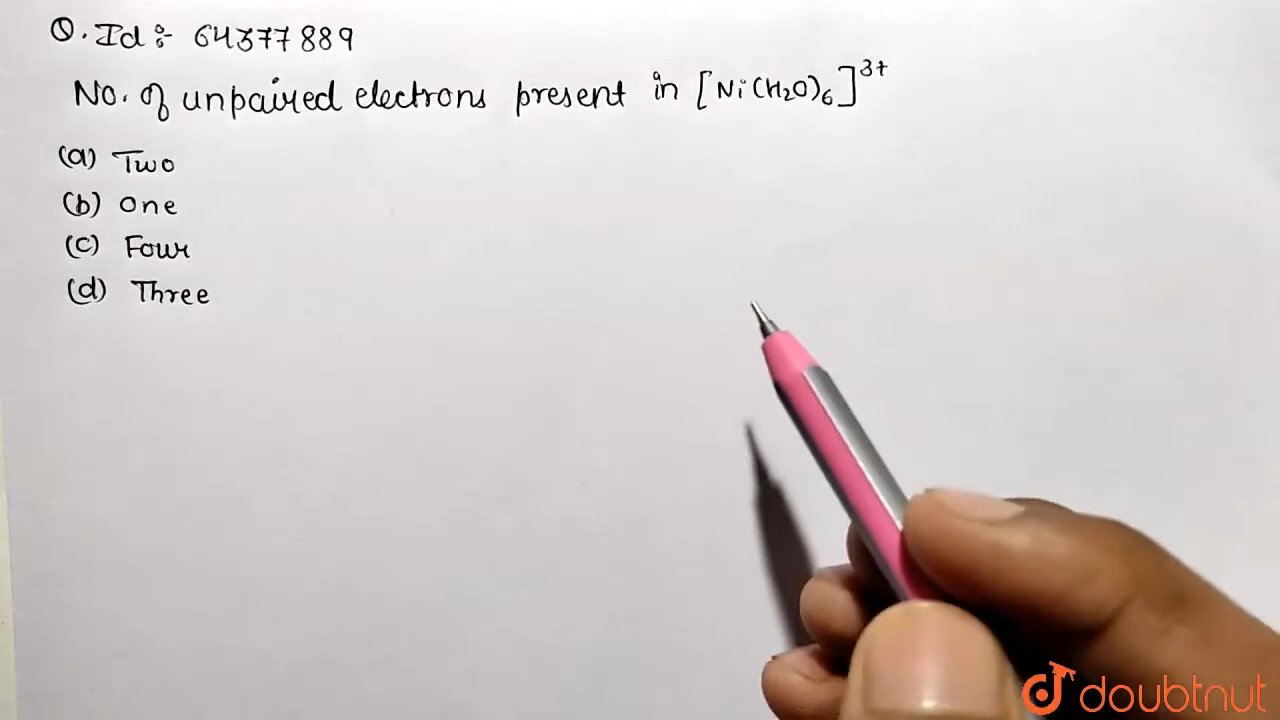 Q. Id :- 64377889
No. of unpaired electrons present in [Ni(H2O)6]3+
(a) Two
(b) One
(c) Four
(d) Three
doubtnut